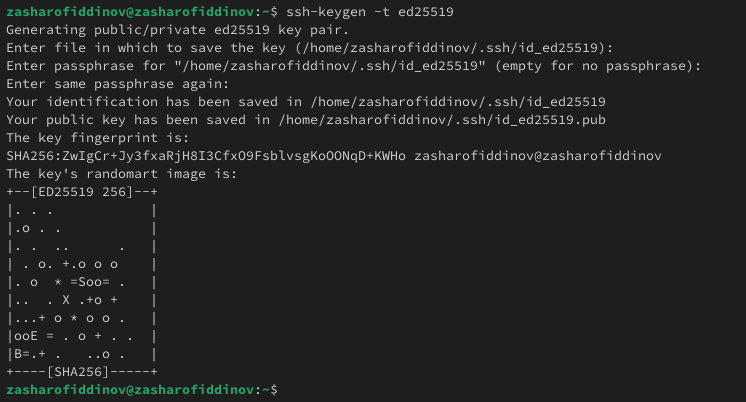 zasharofiddinov@zasharofiddinov:~$ ssh-keygen -t ed25519
Generating public/private ed25519 key pair.
Enter file in which to save the key (/home/zasharofiddinov/.ssh/id_ed25519):
Enter passphrase for "/home/zasharofiddinov/.ssh/id_ed25519" (empty for no passphrase):
Enter same passphrase again:
Your identification has been saved in /home/zasharofiddinov/.ssh/id_ed25519
Your public key has been saved in /home/zasharofiddinov/.ssh/id_ed25519.pub
The key fingerprint is:
SHA256:ZwIgCr+Jy3fxaRjH8I3CfxO9FsblvsgKoOONqD+KWHo zasharofiddinov@zasharofiddinov
The key's randomart image is:
+--[ED25519 256]--+
|. . .            |
|.o . .           |
|. .  ..      .   |
| . o. +.o o o    |
|. o  * =Soo= .   |
|..  . X .+o +    |
|...+ o * o o .   |
|ooE = . o + . .  |
|B=.+ .   ..o .   |
+----[SHA256]-----+
zasharofiddinov@zasharofiddinov:~$